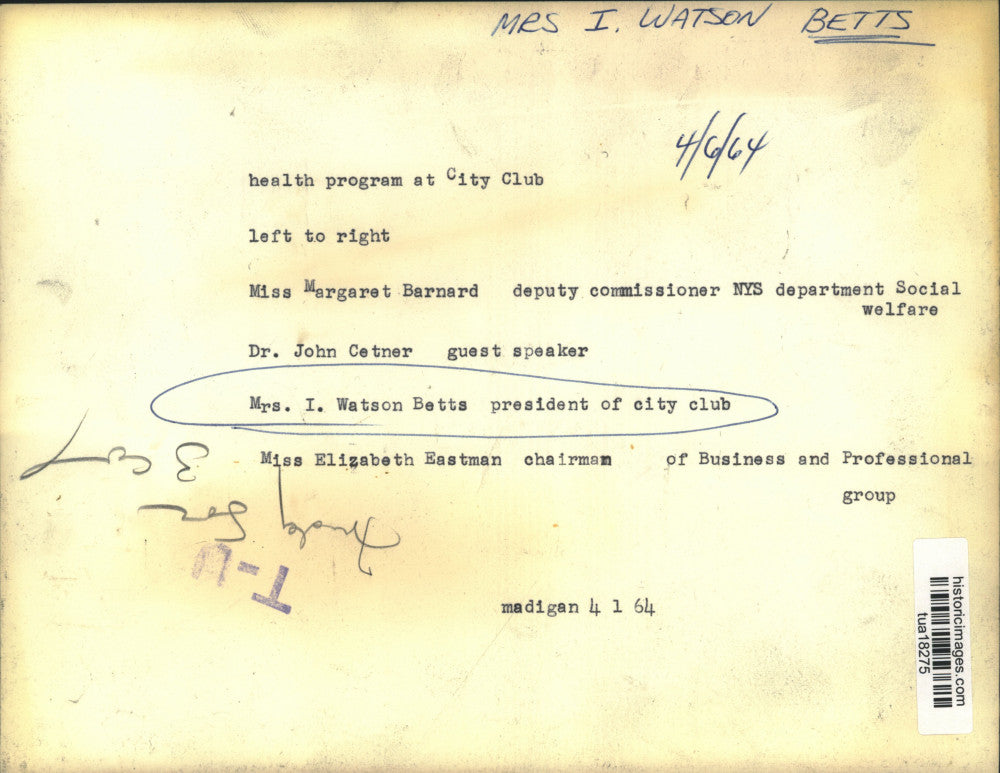 MRS I. WATSON BETTS
4/6/64
health program at City Club
left to right
Miss Margaret Barnard deputy commissioner NYS department Social
welfare
Dr. John Cetner guest speaker
Mrs. I. Watson Betts president of city club
Miss Elizabeth Eastman chairman of Business and Professional
group
3
T-U
madigan 4 1 64
historicimages.com
tua18275